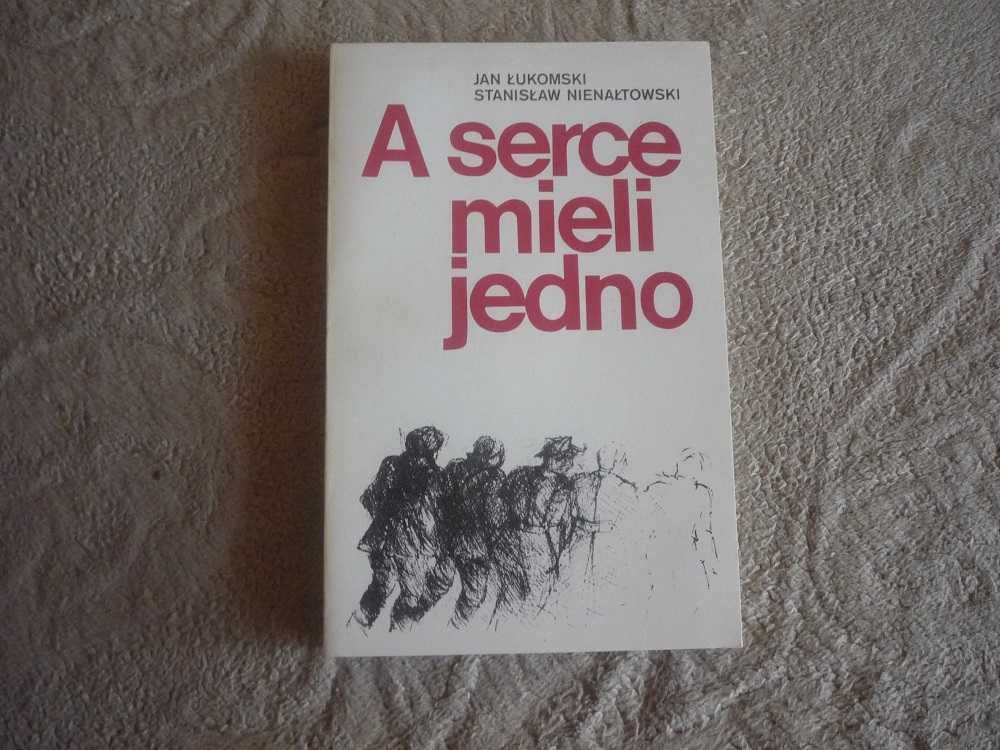 JAN ŁUKOMSKI
STANISŁAW NIENAŁTOWSKI
A serce
mieli
jedno